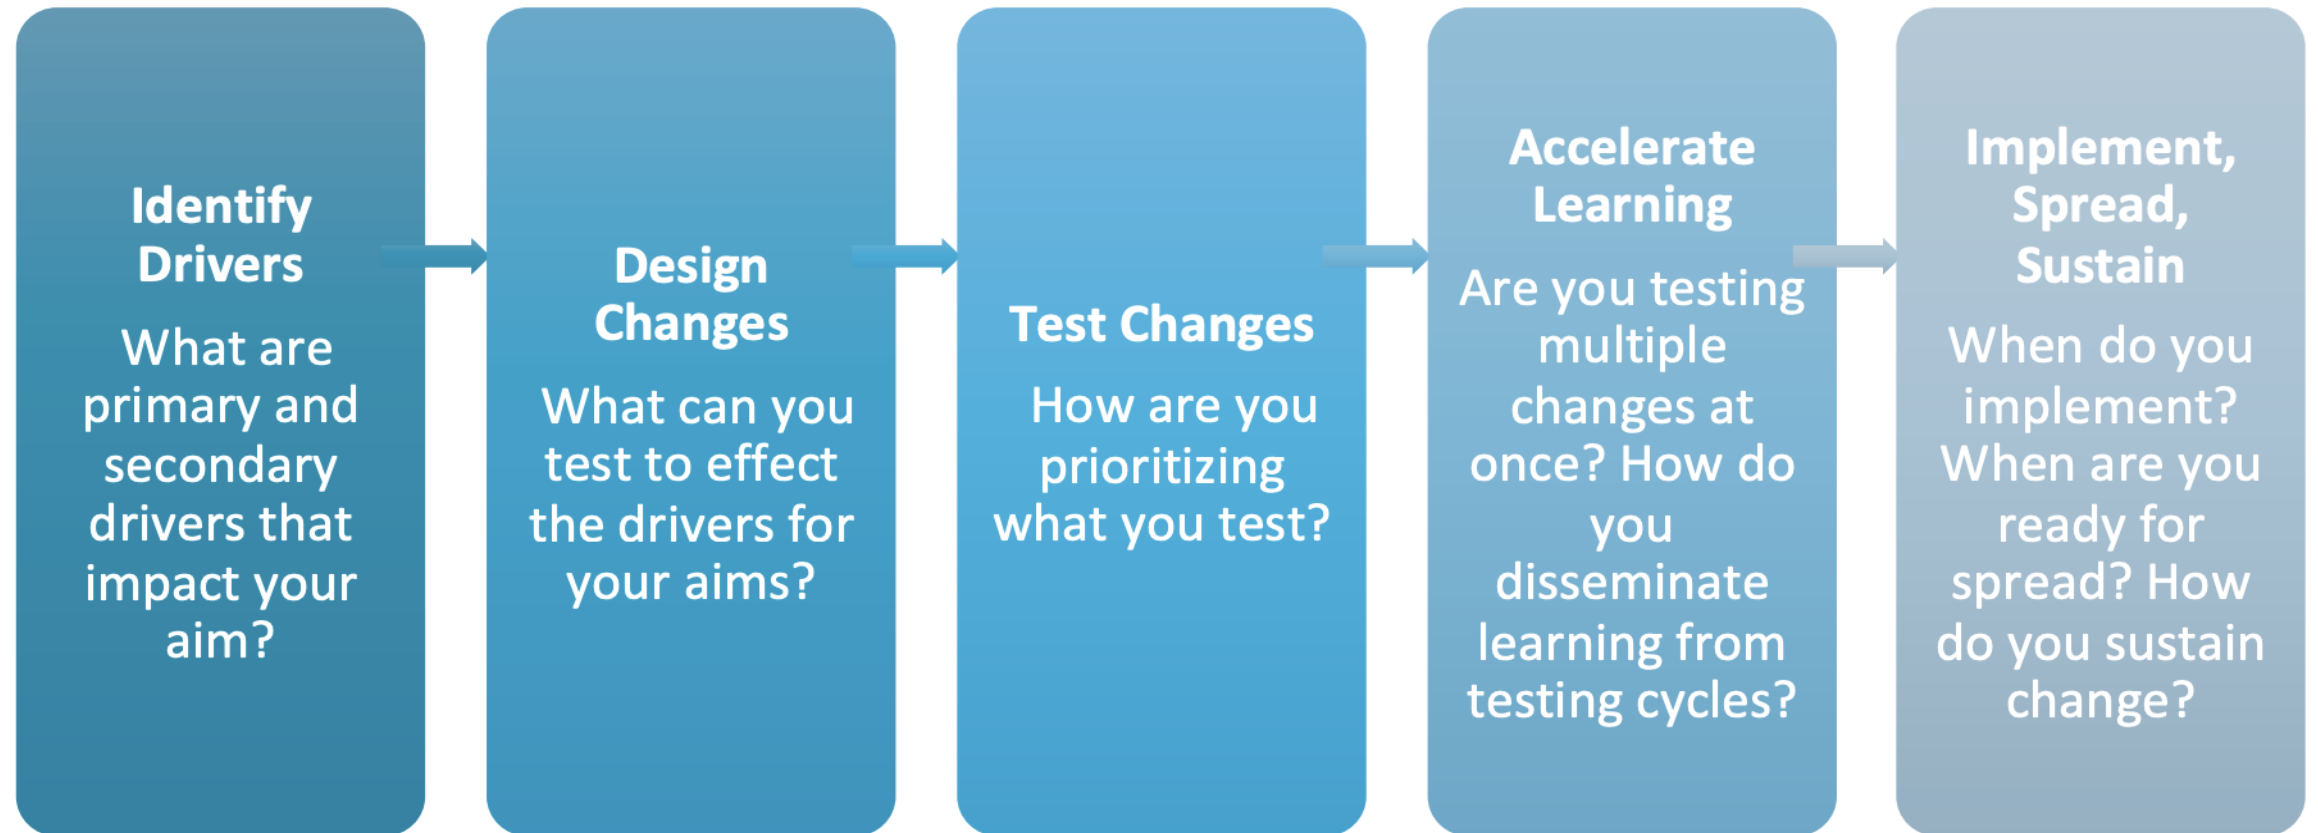 Identify
Drivers
What are
primary and
secondary
drivers that
impact your
aim?
Design
Changes
What can you
test to effect
the drivers for
your aims?
Test Changes
How are you
prioritizing
what you test?
Accelerate
Learning
Are you testing
multiple
changes at
once? How do
you
disseminate
learning from
testing cycles?
Implement,
Spread,
Sustain
When do you
implement?
When are you
ready for
spread? How
do you sustain
change?